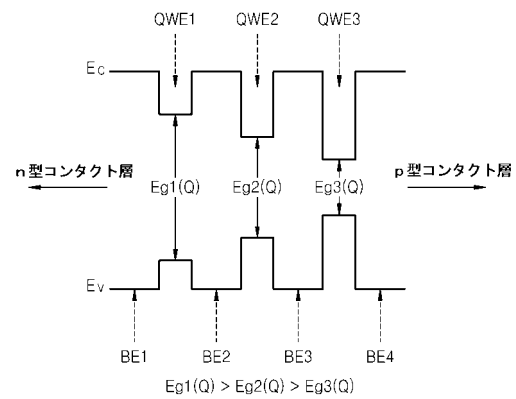 QWE1 QWE2 QWE3
Ec
n型コンタクト層 Eg1(Q) Eg2(Q) Eg3(Q) p型コンタクト層
Ev
BE1 BE2 BE3 BE4
Eg1(Q) > Eg2(Q) > Eg3(Q)